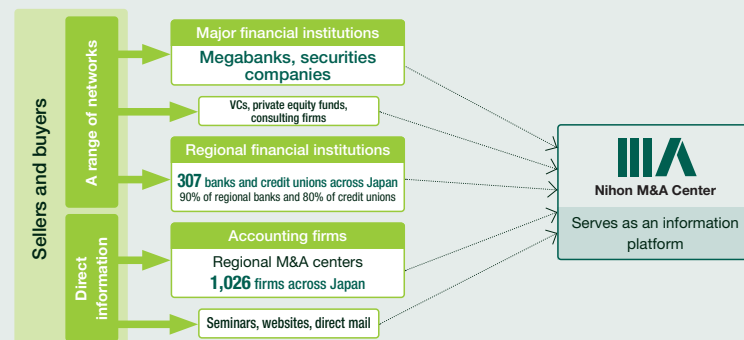 Sellers and buyers
A range of networks
Major financial institutions
Megabanks, securities
companies
VCs, private equity funds,
consulting firms
Regional financial institutions
307 banks and credit unions across Japan
90% of regional banks and 80% of credit unions
Direct
information
Accounting firms
Regional M&A centers
1,026 firms across Japan
Seminars, websites, direct mail
Nihon M&A Center
Serves as an information
platform